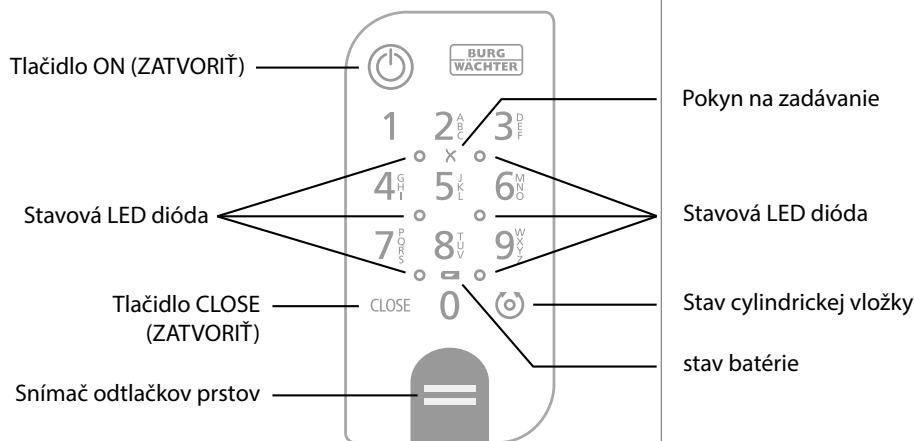 Tlačidlo ON (ZATVORIŤ)
BURG
WÄCHTER
Pokyn na zadávanie
1 2 ABC 3 DEF
4 GHI 5 JKL 6 MNO
Stavová LED dióda
Stavová LED dióda
7 PQRS 8 TUV 9 WXYZ
Tlačidlo CLOSE
(ZATVORIŤ)
CLOSE 0
Stav cylindrickej vložky
stav batérie
Snímač odtlačkov prstov